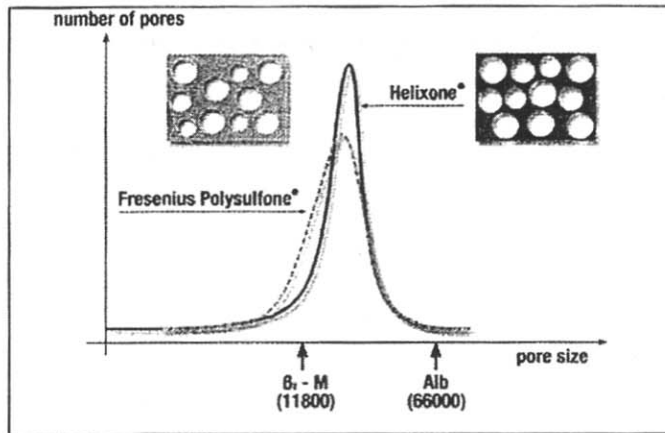 number of pores
Helixone®
Fresenius Polysulfone®
pore size
β₂ - M
(11800)
Alb
(66000)